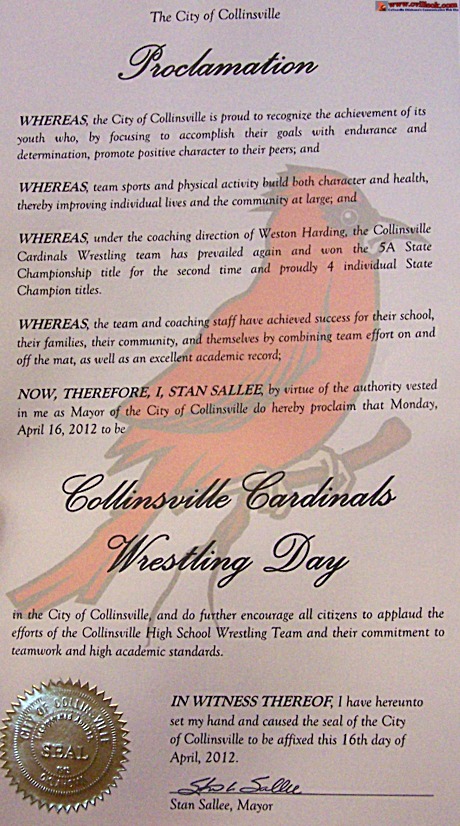 www.cvilleok.com
The City of Collinsville
Proclamation
WHEREAS, the City of Collinsville is proud to recognize the achievement of its
youth who, by focusing to accomplish their goals with endurance and
determination, promote positive character to their peers; and
WHEREAS, team sports and physical activity build both character and health,
thereby improving individual lives and the community at large; and
WHEREAS, under the coaching direction of Weston Harding, the Collinsville
Cardinals Wrestling team has prevailed again and won the 5A State
Championship title for the second time and proudly 4 individual State
Champion titles.
WHEREAS, the team and coaching staff have achieved success for their school,
their families, their community, and themselves by combining team effort on and
off the mat, as well as an excellent academic record;
NOW, THEREFORE, I, STAN SALLEE, by virtue of the authority vested
in me as Mayor of the City of Collinsville do hereby proclaim that Monday,
April 16, 2012 to be
Collinsville Cardinals
Wrestling Day
in the City of Collinsville, and do further encourage all citizens to applaud the
efforts of the Collinsville High School Wrestling Team and their commitment to
teamwork and high academic standards.
CITY OF COLLINSVILLE
SEAL
IN WITNESS THEREOF, I have hereunto
set my hand and caused the seal of the City
of Collinsville to be affixed this 16th day of
April, 2012.
Stan Sallee
Stan Sallee, Mayor